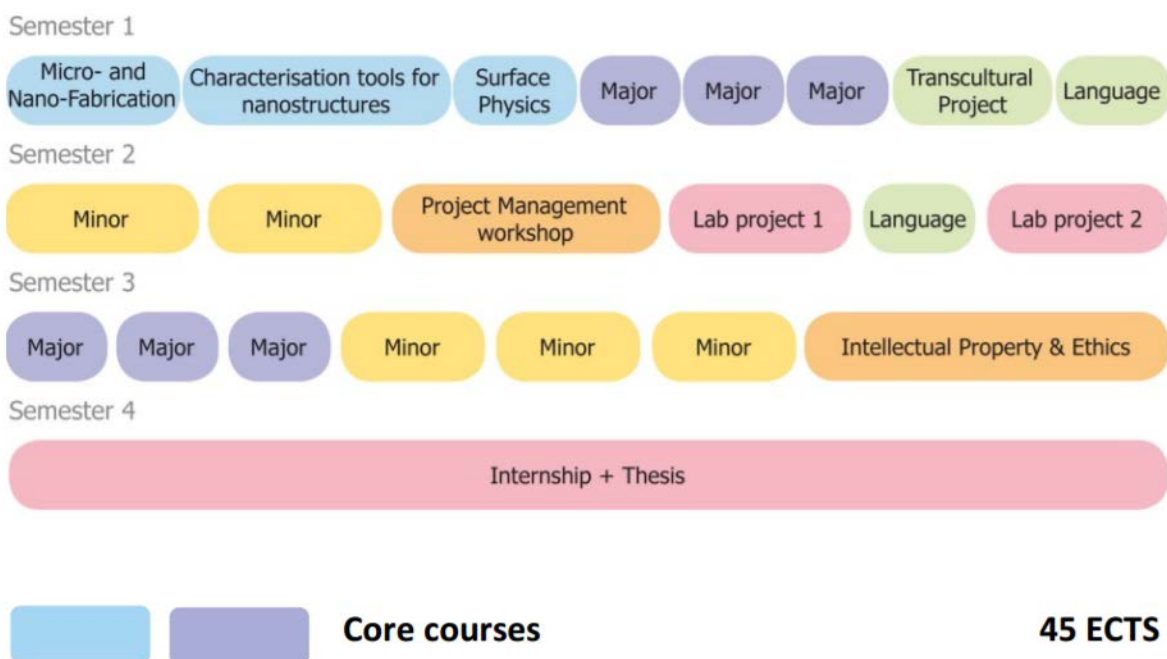 Semester 1
Micro- and
Nano-Fabrication
Characterisation tools for
nanostructures
Surface
Physics
Major
Major
Major
Transcultural
Project
Language
Semester 2
Minor
Minor
Project Management
workshop
Lab project 1
Language
Lab project 2
Semester 3
Major
Major
Major
Minor
Minor
Minor
Intellectual Property & Ethics
Semester 4
Internship + Thesis
Core courses
45 ECTS